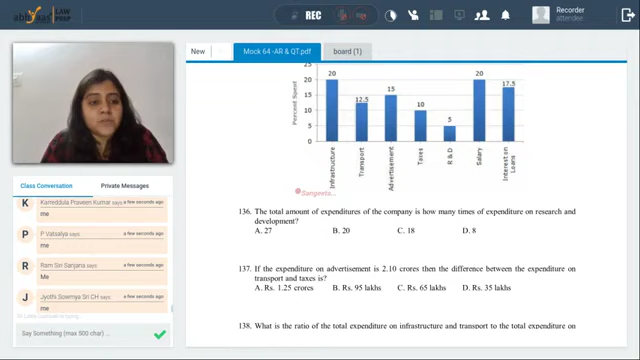 abhyaas LAW PREP
REC
Recorder
attendee
New
Mock 64 -AR & QT.pdf
board (1)
Class Conversation
Private Messages
K
Kameddula Praveen Kumar says
a few seconds ago
me
P
P Vatsalya says
a few seconds ago
me
R
Ram Siri Sanjana says
a few seconds ago
Me
J
Jyothi Sowmya Sri CH says
a few seconds ago
me
Say Something (max 500 char)
Percent Spent
25
20
15
10
5
0
20
12.5
15
10
5
20
17.5
Infrastructure
Transport
Advertisement
Taxes
R & D
Salary
Interest on Loans
Sangeeta...
136. The total amount of expenditures of the company is how many times of expenditure on research and
development?
A. 27 B. 20 C. 18 D. 8
137. If the expenditure on advertisement is 2.10 crores then the difference between the expenditure on
transport and taxes is?
A. Rs. 1.25 crores B. Rs. 95 lakhs C. Rs. 65 lakhs D. Rs. 35 lakhs
138. What is the ratio of the total expenditure on infrastructure and transport to the total expenditure on